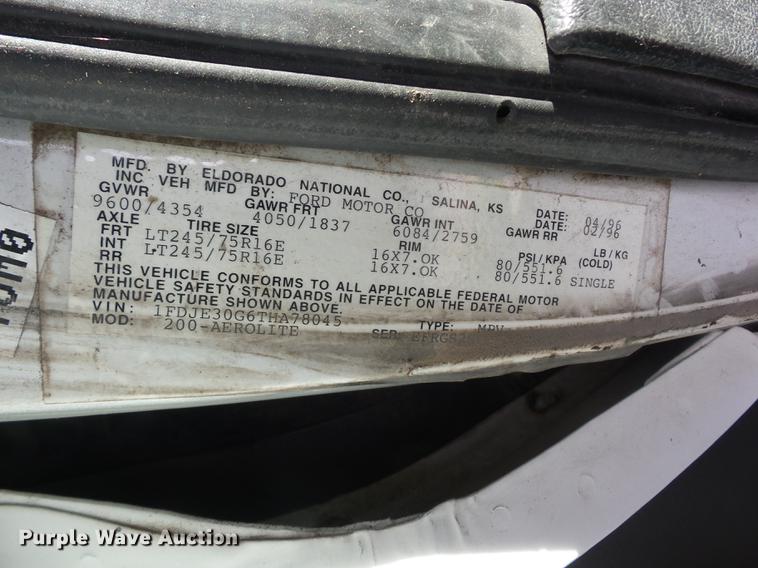 MFD. BY ELDORADO NATIONAL CO., SALINA, KS DATE: 04/96
INC VEH MFD BY: FORD MOTOR CO DATE: 02/96
GVWR GAWR FRT GAWR INT GAWR RR LB/KG
9600/4354 4050/1837 6084/2759
AXLE TIRE SIZE RIM PSI/KPA (COLD)
FRT LT245/75R16E 16X7.OK 80/551.6
INT LT245/75R16E 16X7.OK 80/551.6 SINGLE
RR
THIS VEHICLE CONFORMS TO ALL APPLICABLE FEDERAL MOTOR
VEHICLE SAFETY STANDARDS IN EFFECT ON THE DATE OF
MANUFACTURE SHOWN ABOVE.
VIN: 1FDJE30G6THA78045 TYPE: MPV
MOD: 200-AEROLITE SER:
Purple Wave Auction